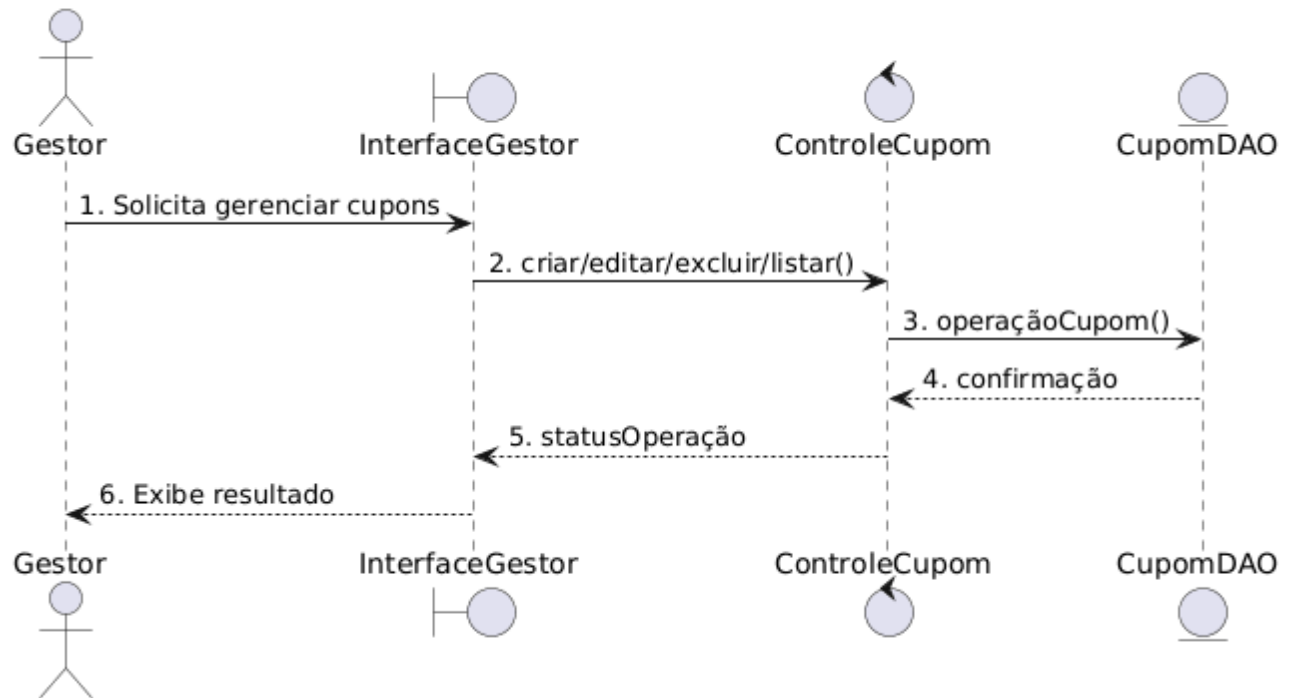 Gestor
InterfaceGestor
ControleCupom
CupomDAO
1. Solicita gerenciar cupons
2. criar/editar/excluir/listar()
3. operaçãoCupom()
4. confirmação
5. statusOperação
6. Exibe resultado
Gestor
InterfaceGestor
ControleCupom
CupomDAO